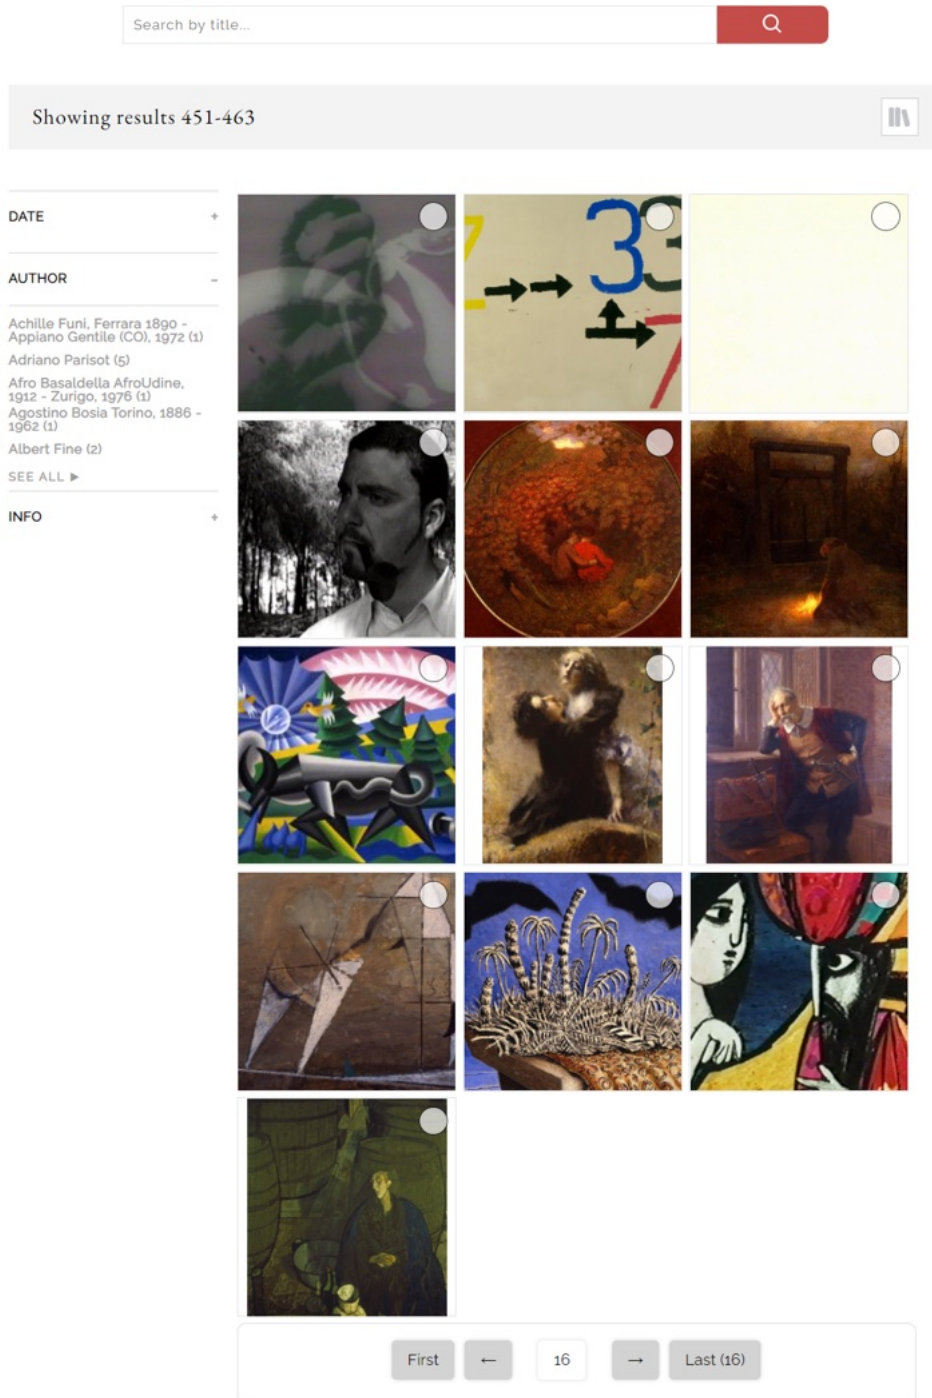 Search by title...
Showing results 451-463
DATE +
AUTHOR -
Achille Funi, Ferrara 1890 -
Appiano Gentile (CO), 1972 (1)
Adriano Parisot (5)
Afro Basaldella AfroUdine,
1912 - Zurigo, 1976 (1)
Agostino Bosia Torino, 1886 -
1962 (1)
Albert Fine (2)
SEE ALL ▶
INFO +
33
7
First ← 16 → Last (16)